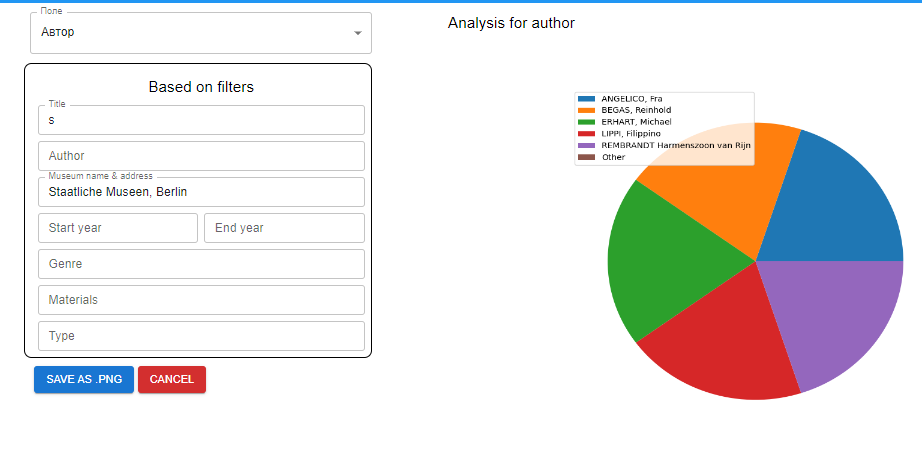 Поле
Автор
Based on filters
Title
s
Author
Museum name & address
Staatliche Museen, Berlin
Start year
End year
Genre
Materials
Type
SAVE AS .PNG
CANCEL
Analysis for author
ANGELICO, Fra
BEGAS, Reinhold
ERHART, Michael
LIPPI, Filippino
REMBRANDT Harmenszoon van Rijn
Other